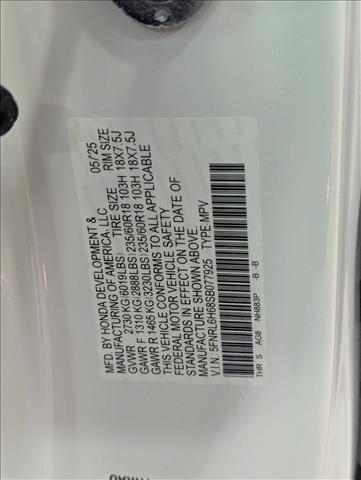 MFD. BY HONDA DEVELOPMENT & 05/25
MANUFACTURING OF AMERICA, LLC
TIRE SIZE RIM SIZE
GVWR 2730 KG(6019LBS)
GAWR F 1310 KG(2888LBS) 235/60R18 103H 18X7.5J
GAWR R 1465 KG(3230LBS) 235/60R18 103H 18X7.5J
THIS VEHICLE CONFORMS TO ALL APPLICABLE
FEDERAL MOTOR VEHICLE SAFETY
STANDARDS IN EFFECT ON THE DATE OF
MANUFACTURE SHOWN ABOVE.
V.I.N. 5FNRL6H68SB077925 TYPE:MPV
THR S AG8 -NH883P -B -B